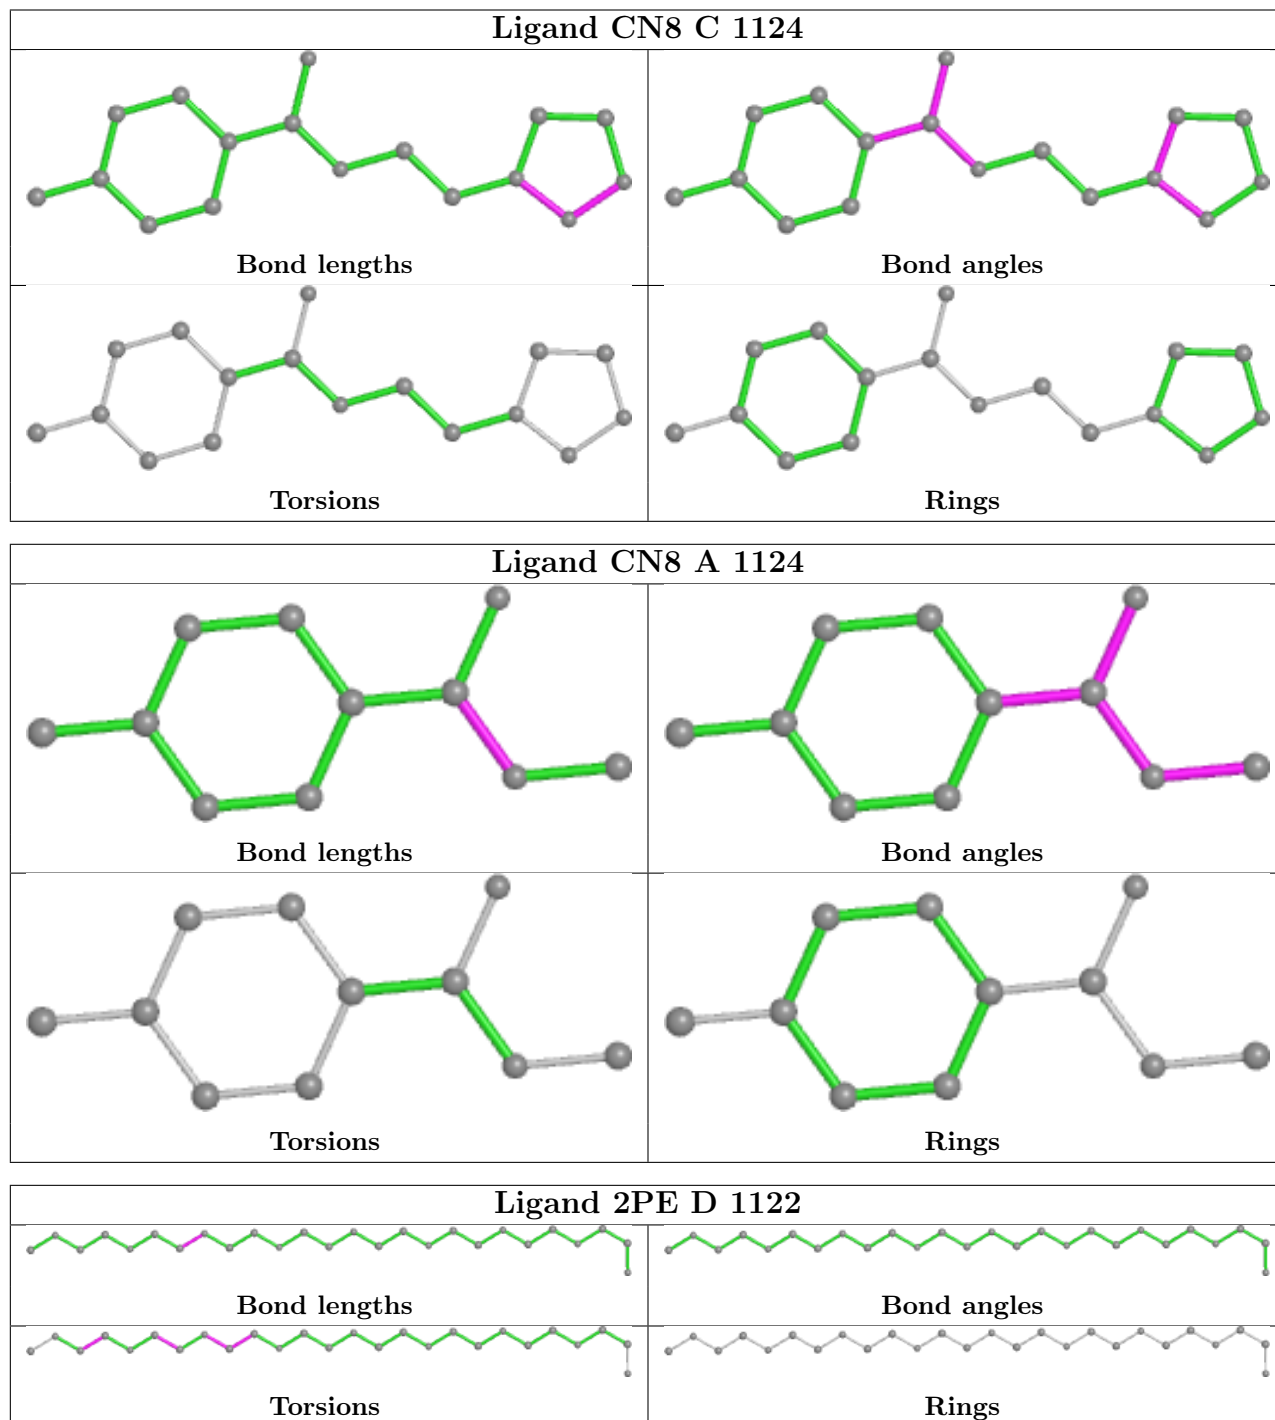 Ligand CN8 C 1124
Bond lengths
Bond angles
Torsions
Rings
Ligand CN8 A 1124
Bond lengths
Bond angles
Torsions
Rings
Ligand 2PE D 1122
Bond lengths
Bond angles
Torsions
Rings